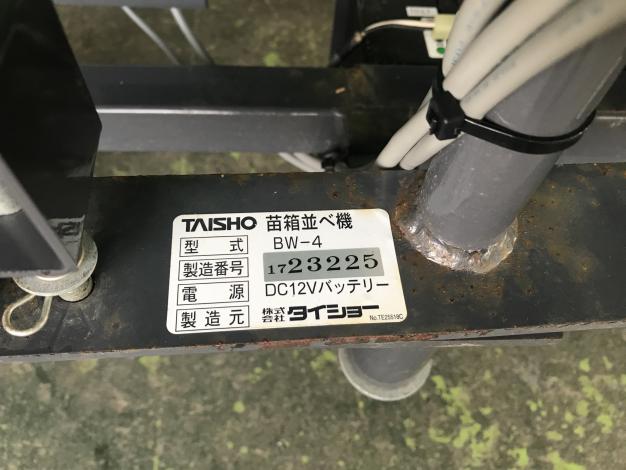 TAISHO 苗箱並べ機
型式 BW-4
製造番号 1723225
電源 DC12Vバッテリー
製造元 株式会社 タイショー
No.TE25519C